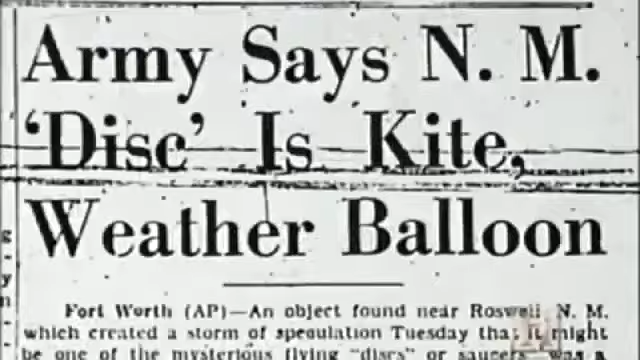 Army Says N. M.
'Disc' Is Kite,
Weather Balloon
Fort Worth (AP)—An object found near Roswell, N. M.
which created a storm of speculation Tuesday that it might
be one of the mysterious flying "discs" or saucers was a